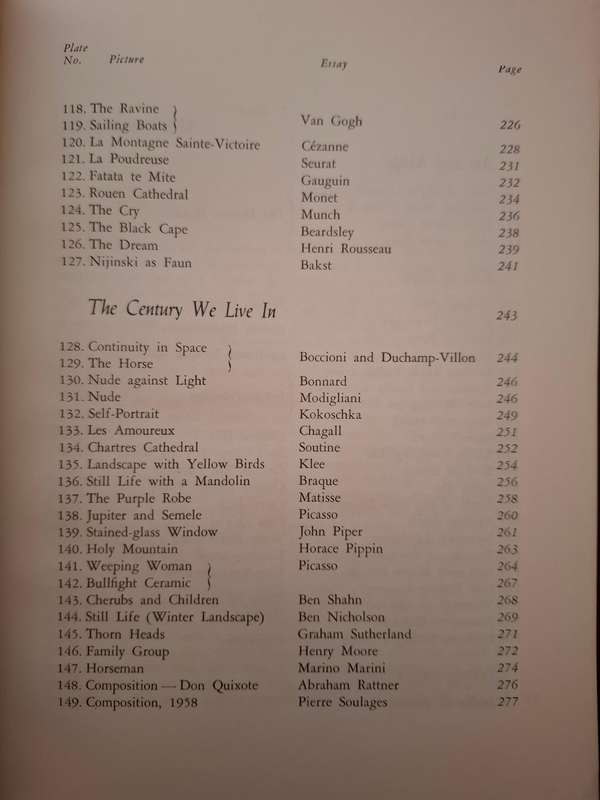 Plate
No. Picture Essay Page
118. The Ravine
119. Sailing Boats Van Gogh 226
120. La Montagne Sainte-Victoire Cézanne 228
121. La Poudreuse Seurat 231
122. Fatata te Mite Gauguin 232
123. Rouen Cathedral Monet 234
124. The Cry Munch 236
125. The Black Cape Beardsley 238
126. The Dream Henri Rousseau 239
127. Nijinski as Faun Bakst 241
The Century We Live In 243
128. Continuity in Space
129. The Horse Boccioni and Duchamp-Villon 244
130. Nude against Light Bonnard 246
131. Nude Modigliani 246
132. Self-Portrait Kokoschka 249
133. Les Amoureux Chagall 251
134. Chartres Cathedral Soutine 252
135. Landscape with Yellow Birds Klee 254
136. Still Life with a Mandolin Braque 256
137. The Purple Robe Matisse 258
138. Jupiter and Semele Picasso 260
139. Stained-glass Window John Piper 261
140. Holy Mountain Horace Pippin 263
141. Weeping Woman Picasso 264
142. Bullfight Ceramic 267
143. Cherubs and Children Ben Shahn 268
144. Still Life (Winter Landscape) Ben Nicholson 269
145. Thorn Heads Graham Sutherland 271
146. Family Group Henry Moore 272
147. Horseman Marino Marini 274
148. Composition — Don Quixote Abraham Rattner 276
149. Composition, 1958 Pierre Soulages 277